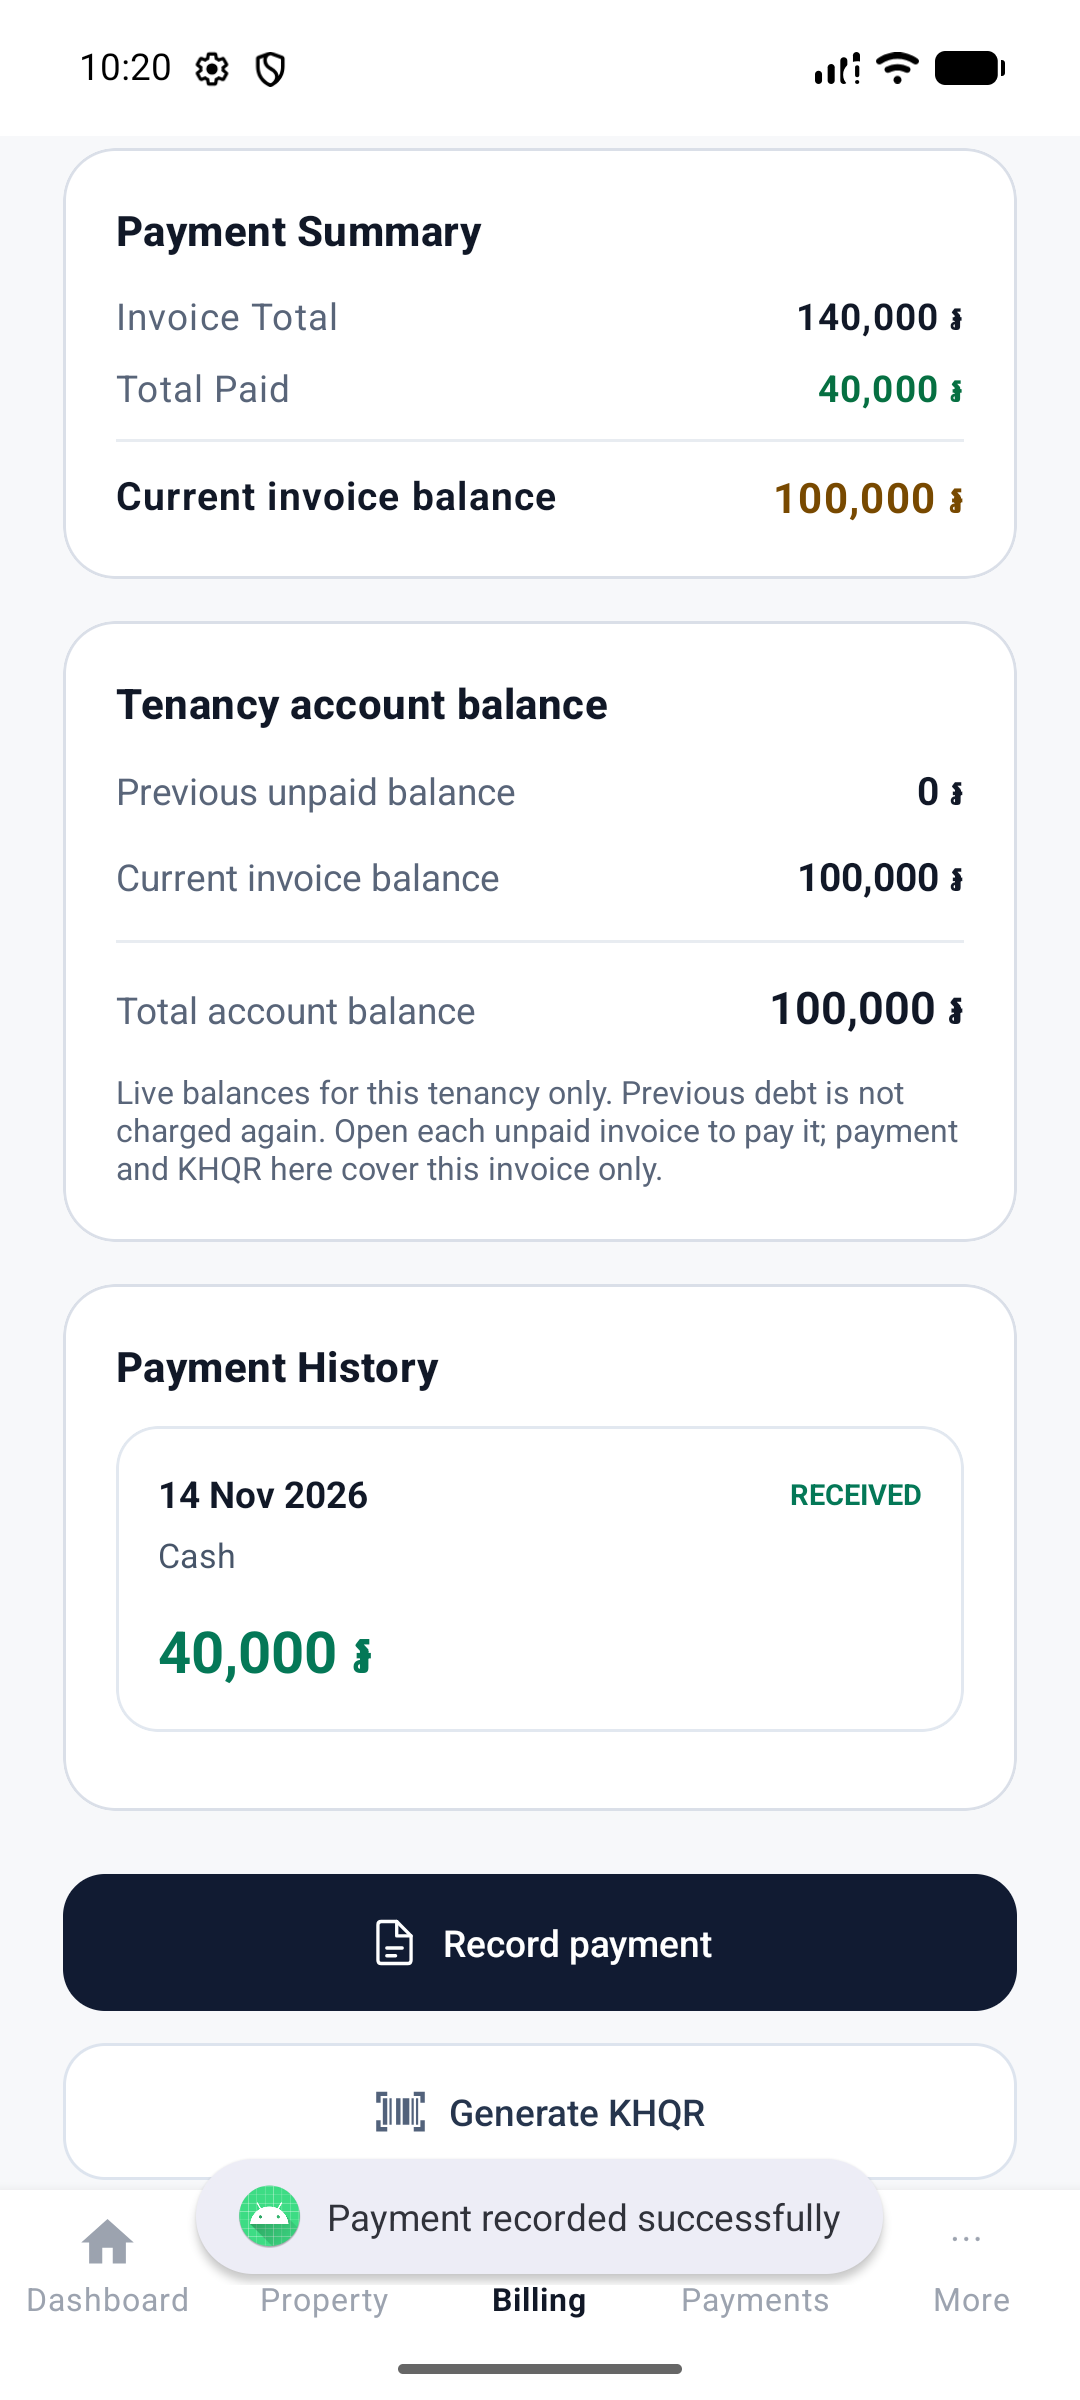 10:20
Payment Summary
Invoice Total 140,000 ៛
Total Paid 40,000 ៛
Current invoice balance 100,000 ៛
Tenancy account balance
Previous unpaid balance 0 ៛
Current invoice balance 100,000 ៛
Total account balance 100,000 ៛
Live balances for this tenancy only. Previous debt is not
charged again. Open each unpaid invoice to pay it; payment
and KHQR here cover this invoice only.
Payment History
14 Nov 2026 RECEIVED
Cash
40,000 ៛
Record payment
Generate KHQR
Payment recorded successfully
Dashboard Property Billing Payments More